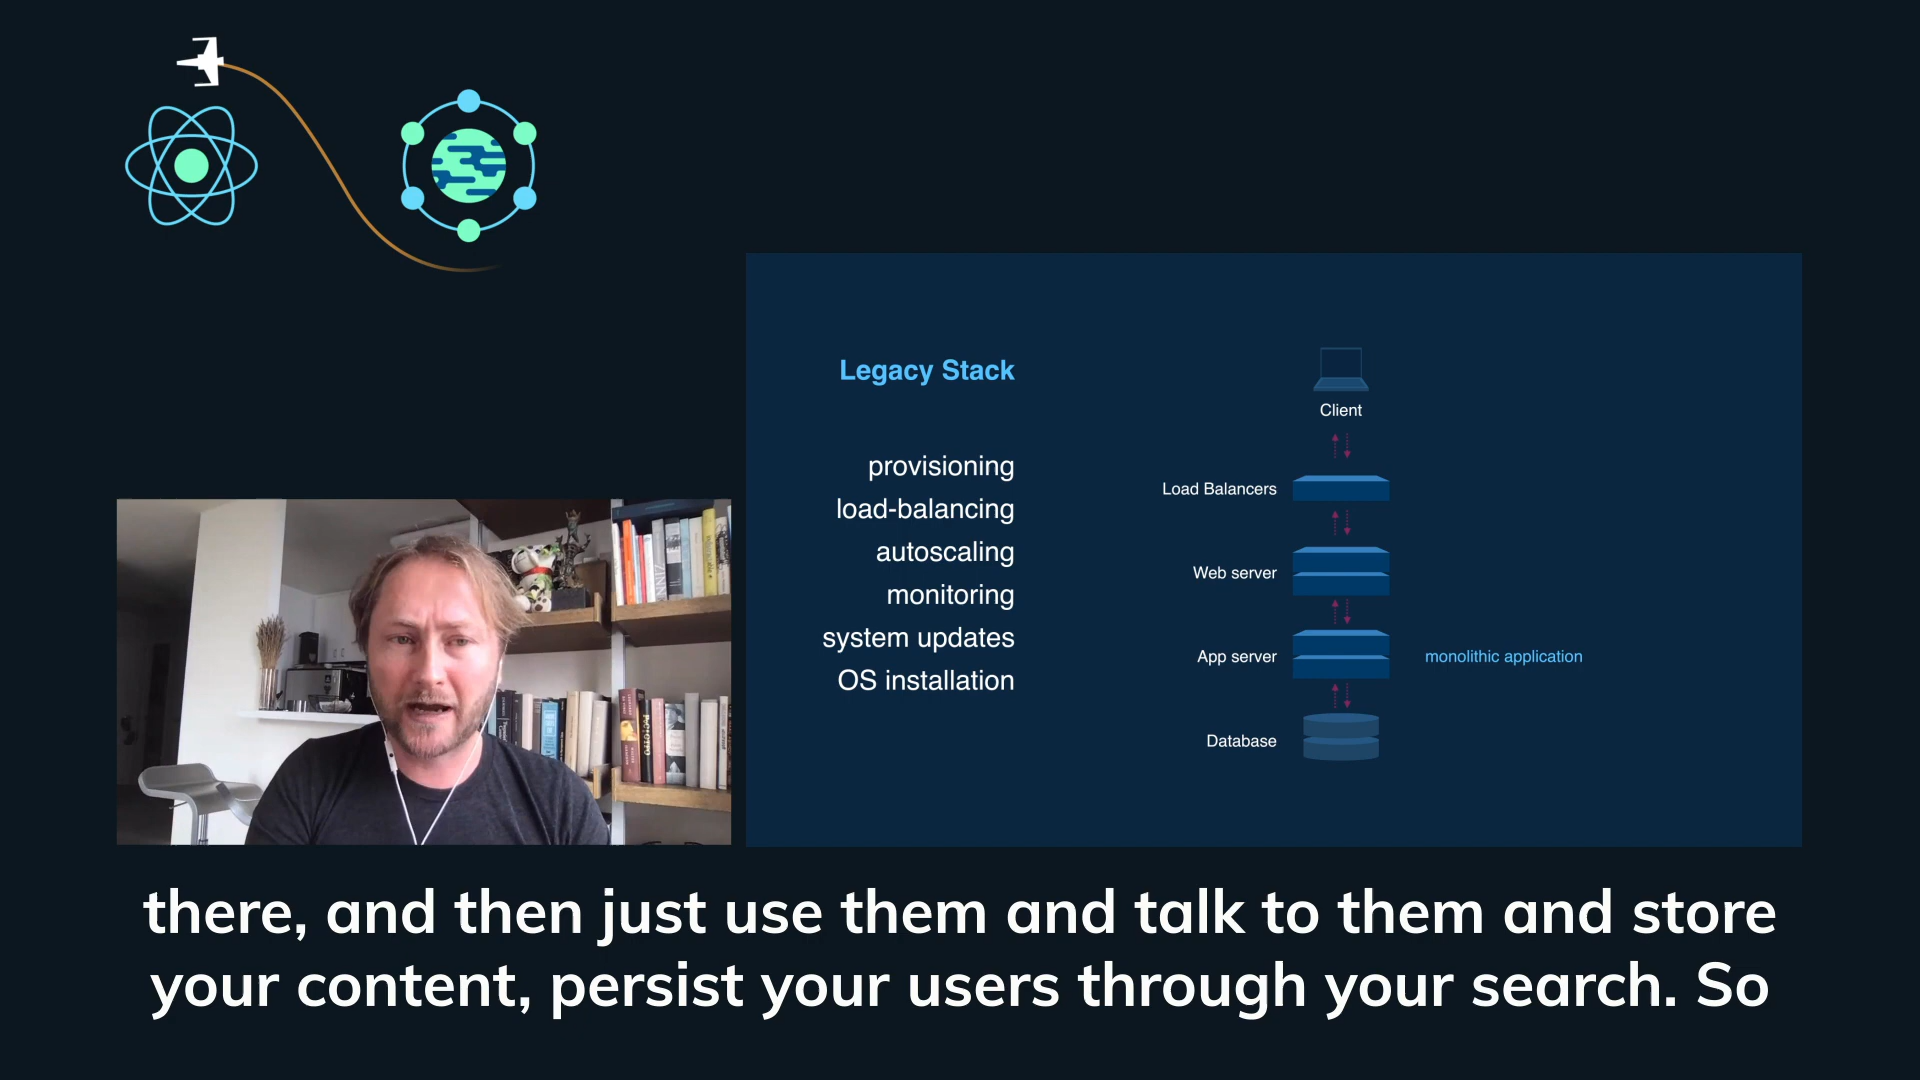 Legacy Stack
provisioning
load-balancing
autoscaling
monitoring
system updates
OS installation
Client
Load Balancers
Web server
App server
monolithic application
Database
there, and then just use them and talk to them and store
your content, persist your users through your search. So